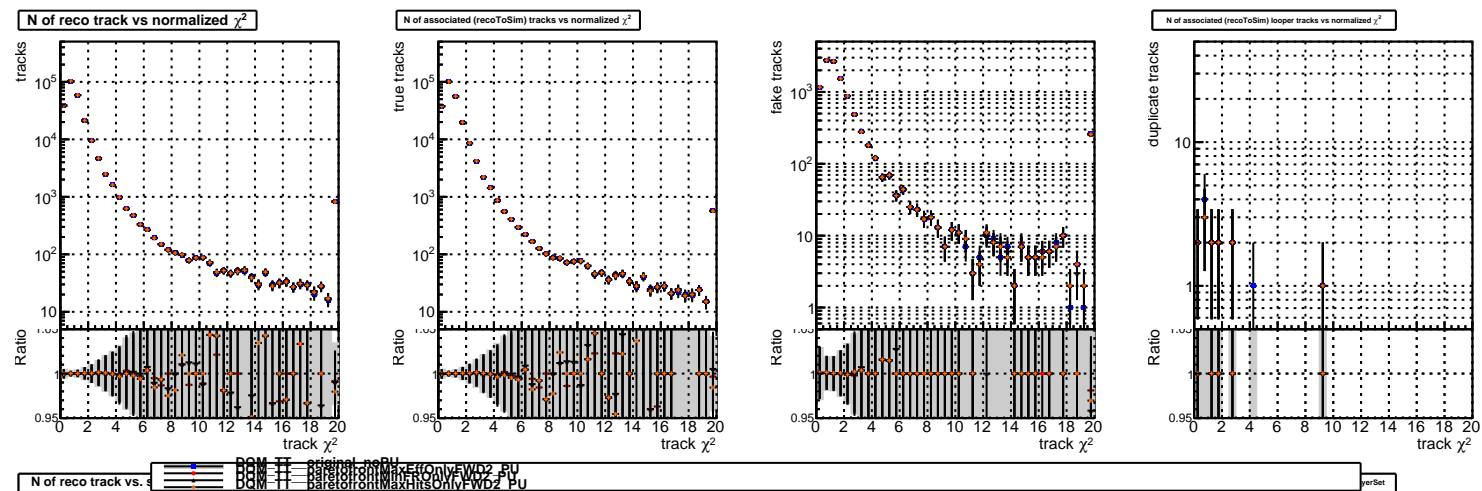 N of reco track vs normalized χ²
N of associated (recoToSim) tracks vs normalized χ²
N of associated (recoToSim) looper tracks vs normalized χ²
tracks
10⁵
10⁴
10³
10²
10
Ratio
1
0.95
0 2 4 6 8 10 12 14 16 18 20
track χ²
true tracks
10⁵
10⁴
10³
10²
10
Ratio
1
0.95
0 2 4 6 8 10 12 14 16 18 20
track χ²
fake tracks
10³
10²
10
1
Ratio
1
0.95
0 2 4 6 8 10 12 14 16 18 20
track χ²
duplicate tracks
10
1
Ratio
1
0.95
0 2 4 6 8 10 12 14 16 18 20
track χ²
DQM_TT__original_noPU
DQM_TT__paretofrontMaxEffOnlyFWD2_PU
DQM_TT__paretofrontMinFROnlyFWD2_PU
DQM_TT__paretofrontMaxHitsOnlyFWD2_PU
N of reco track vs.
yerSet